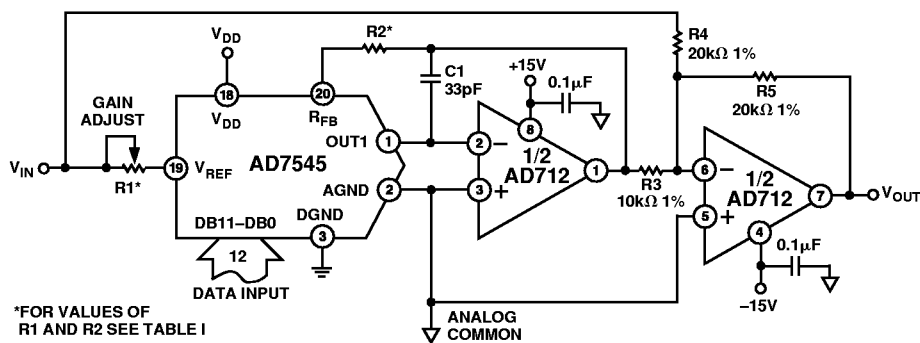 R4
20kΩ 1%
R2*
V_DD
+15V
0.1µF
C1
33pF
R5
20kΩ 1%
GAIN
ADJUST
18
V_DD
20
R_FB
8
OUT1
1
2
–
1/2
AD712
1
6
–
1/2
AD712
V_IN
R1*
19
V_REF
AD7545
R3
10kΩ 1%
7
V_OUT
AGND
2
3
+
5
+
DB11–DB0
DGND
3
4
0.1µF
12
DATA INPUT
–15V
ANALOG
COMMON
*FOR VALUES OF
R1 AND R2 SEE TABLE I